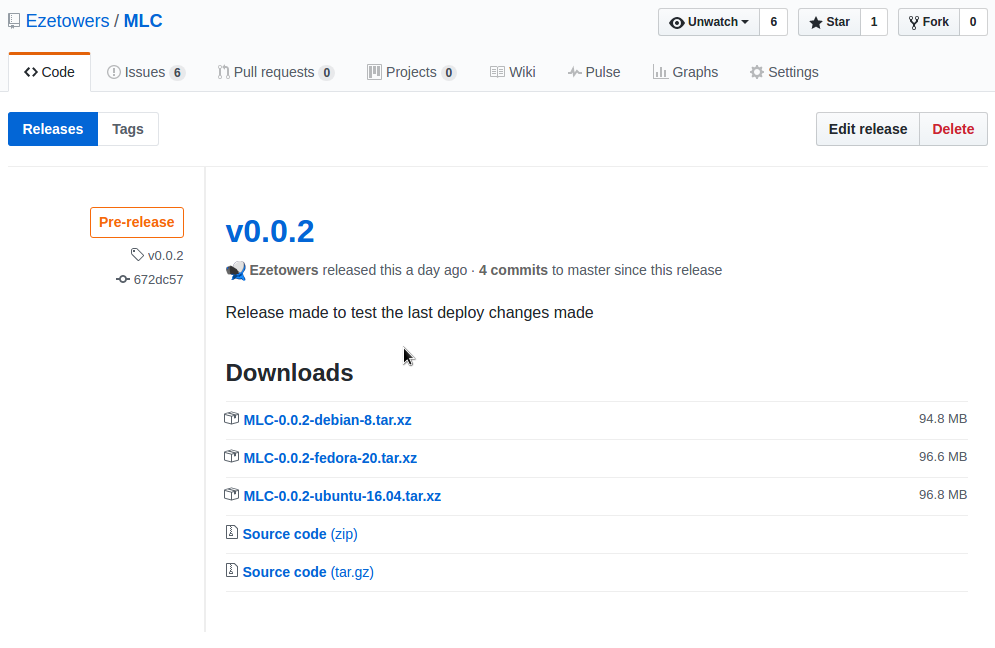 Ezetowers / MLC
Unwatch 6 Star 1 Fork 0
Code Issues 6 Pull requests 0 Projects 0 Wiki Pulse Graphs Settings
Releases Tags Edit release Delete
Pre-release
v0.0.2
672dc57
v0.0.2
Ezetowers released this a day ago · 4 commits to master since this release
Release made to test the last deploy changes made
Downloads
MLC-0.0.2-debian-8.tar.xz 94.8 MB
MLC-0.0.2-fedora-20.tar.xz 96.6 MB
MLC-0.0.2-ubuntu-16.04.tar.xz 96.8 MB
Source code (zip)
Source code (tar.gz)